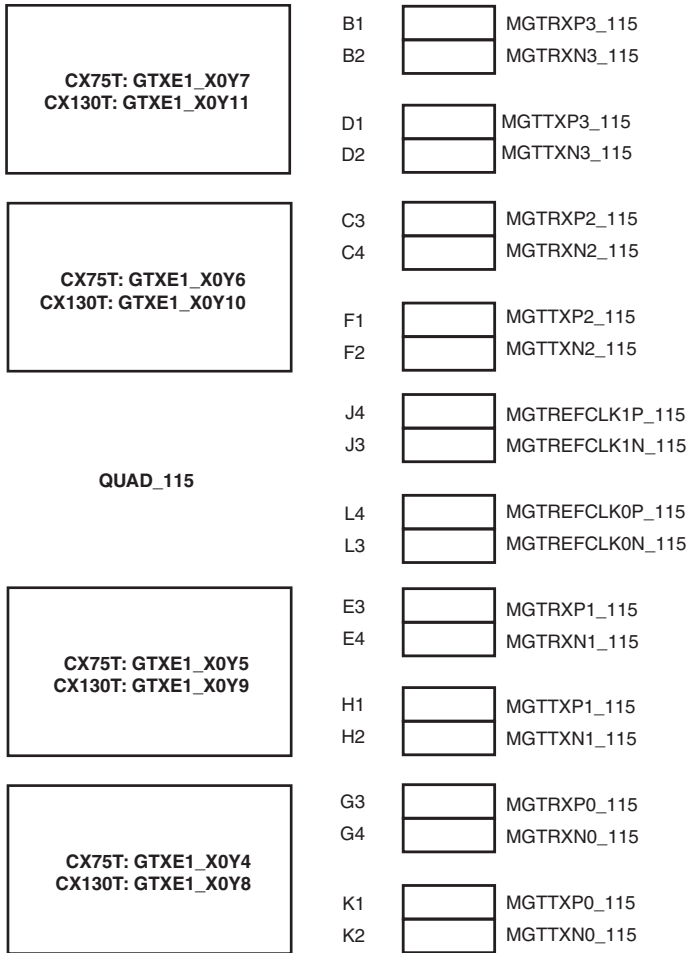 B1 MGTRXP3_115
B2 MGTRXN3_115
CX75T: GTXE1_X0Y7
CX130T: GTXE1_X0Y11
D1 MGTTXP3_115
D2 MGTTXN3_115
C3 MGTRXP2_115
C4 MGTRXN2_115
CX75T: GTXE1_X0Y6
CX130T: GTXE1_X0Y10
F1 MGTTXP2_115
F2 MGTTXN2_115
J4 MGTREFCLK1P_115
J3 MGTREFCLK1N_115
QUAD_115
L4 MGTREFCLK0P_115
L3 MGTREFCLK0N_115
E3 MGTRXP1_115
E4 MGTRXN1_115
CX75T: GTXE1_X0Y5
CX130T: GTXE1_X0Y9
H1 MGTTXP1_115
H2 MGTTXN1_115
G3 MGTRXP0_115
G4 MGTRXN0_115
CX75T: GTXE1_X0Y4
CX130T: GTXE1_X0Y8
K1 MGTTXP0_115
K2 MGTTXN0_115